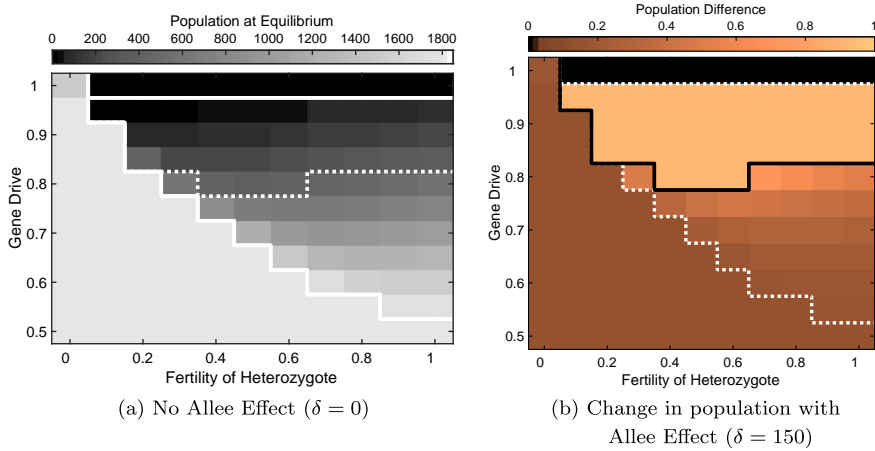 Population at Equilibrium
0 200 400 600 800 1000 1200 1400 1600 1800
1
0.9
0.8
0.7
0.6
0.5
Gene Drive
0 0.2 0.4 0.6 0.8 1
Fertility of Heterozygote
(a) No Allee Effect (δ = 0)
Population Difference
0 0.2 0.4 0.6 0.8 1
1
0.9
0.8
0.7
0.6
0.5
Gene Drive
0 0.2 0.4 0.6 0.8 1
Fertility of Heterozygote
(b) Change in population with
Allee Effect (δ = 150)